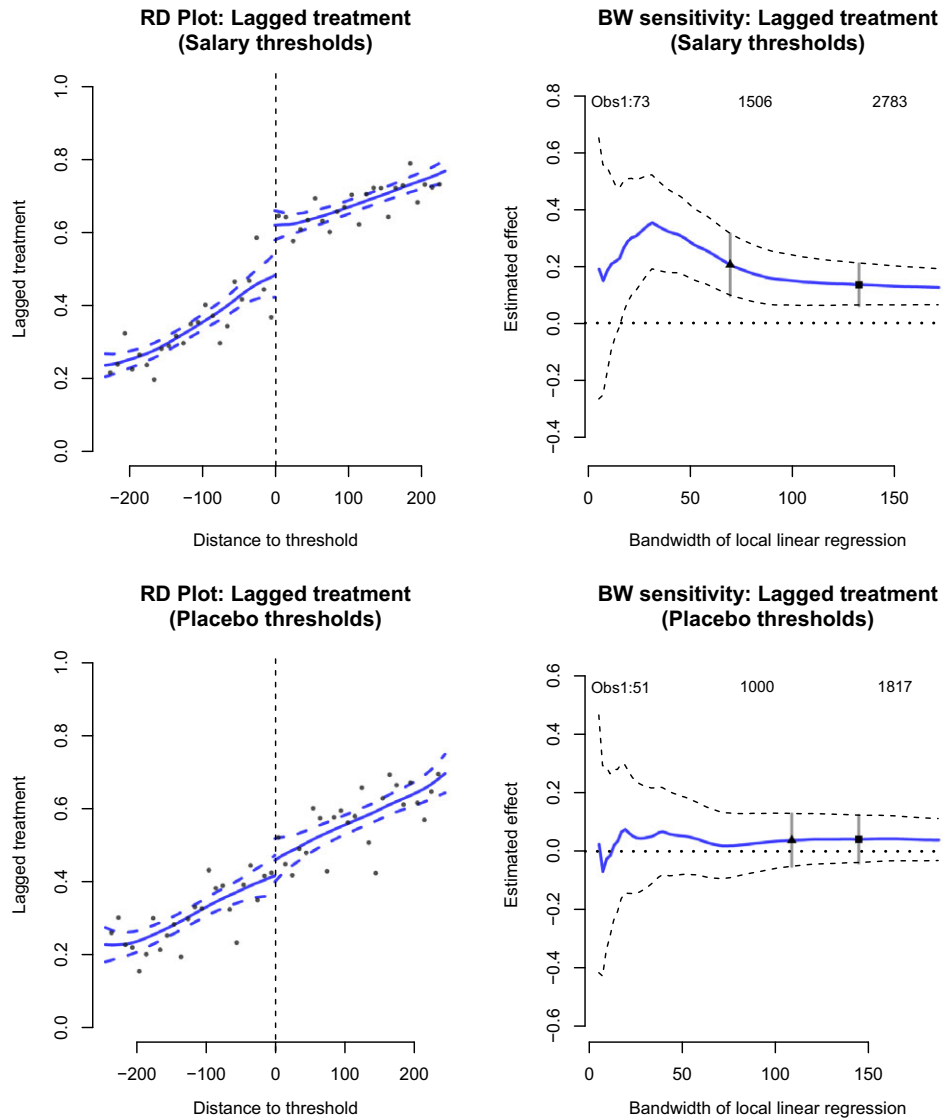 RD Plot: Lagged treatment
(Salary thresholds)
1.0
0.8
0.6
0.4
0.2
0.0
Lagged treatment
−200
−100
0
100
200
Distance to threshold
BW sensitivity: Lagged treatment
(Salary thresholds)
Obs1:73
1506
2783
0.8
0.6
0.4
0.2
0.0
−0.2
−0.4
Estimated effect
0
50
100
150
Bandwidth of local linear regression
RD Plot: Lagged treatment
(Placebo thresholds)
1.0
0.8
0.6
0.4
0.2
0.0
Lagged treatment
−200
−100
0
100
200
Distance to threshold
BW sensitivity: Lagged treatment
(Placebo thresholds)
Obs1:51
1000
1817
0.6
0.4
0.2
0.0
−0.2
−0.4
−0.6
Estimated effect
0
50
100
150
Bandwidth of local linear regression